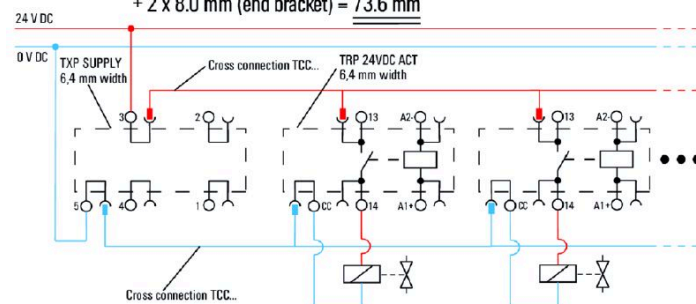 + 2 x 8.0 mm (end bracket) = 73.6 mm
24 V DC
0 V DC
TXP SUPPLY
6,4 mm width
Cross connection TCC...
TRP 24VDC ACT
6,4 mm width
3 2 13 A2- 13 A2-
5 4 1 CC 14 A1+ CC 14 A1+
Cross connection TCC...